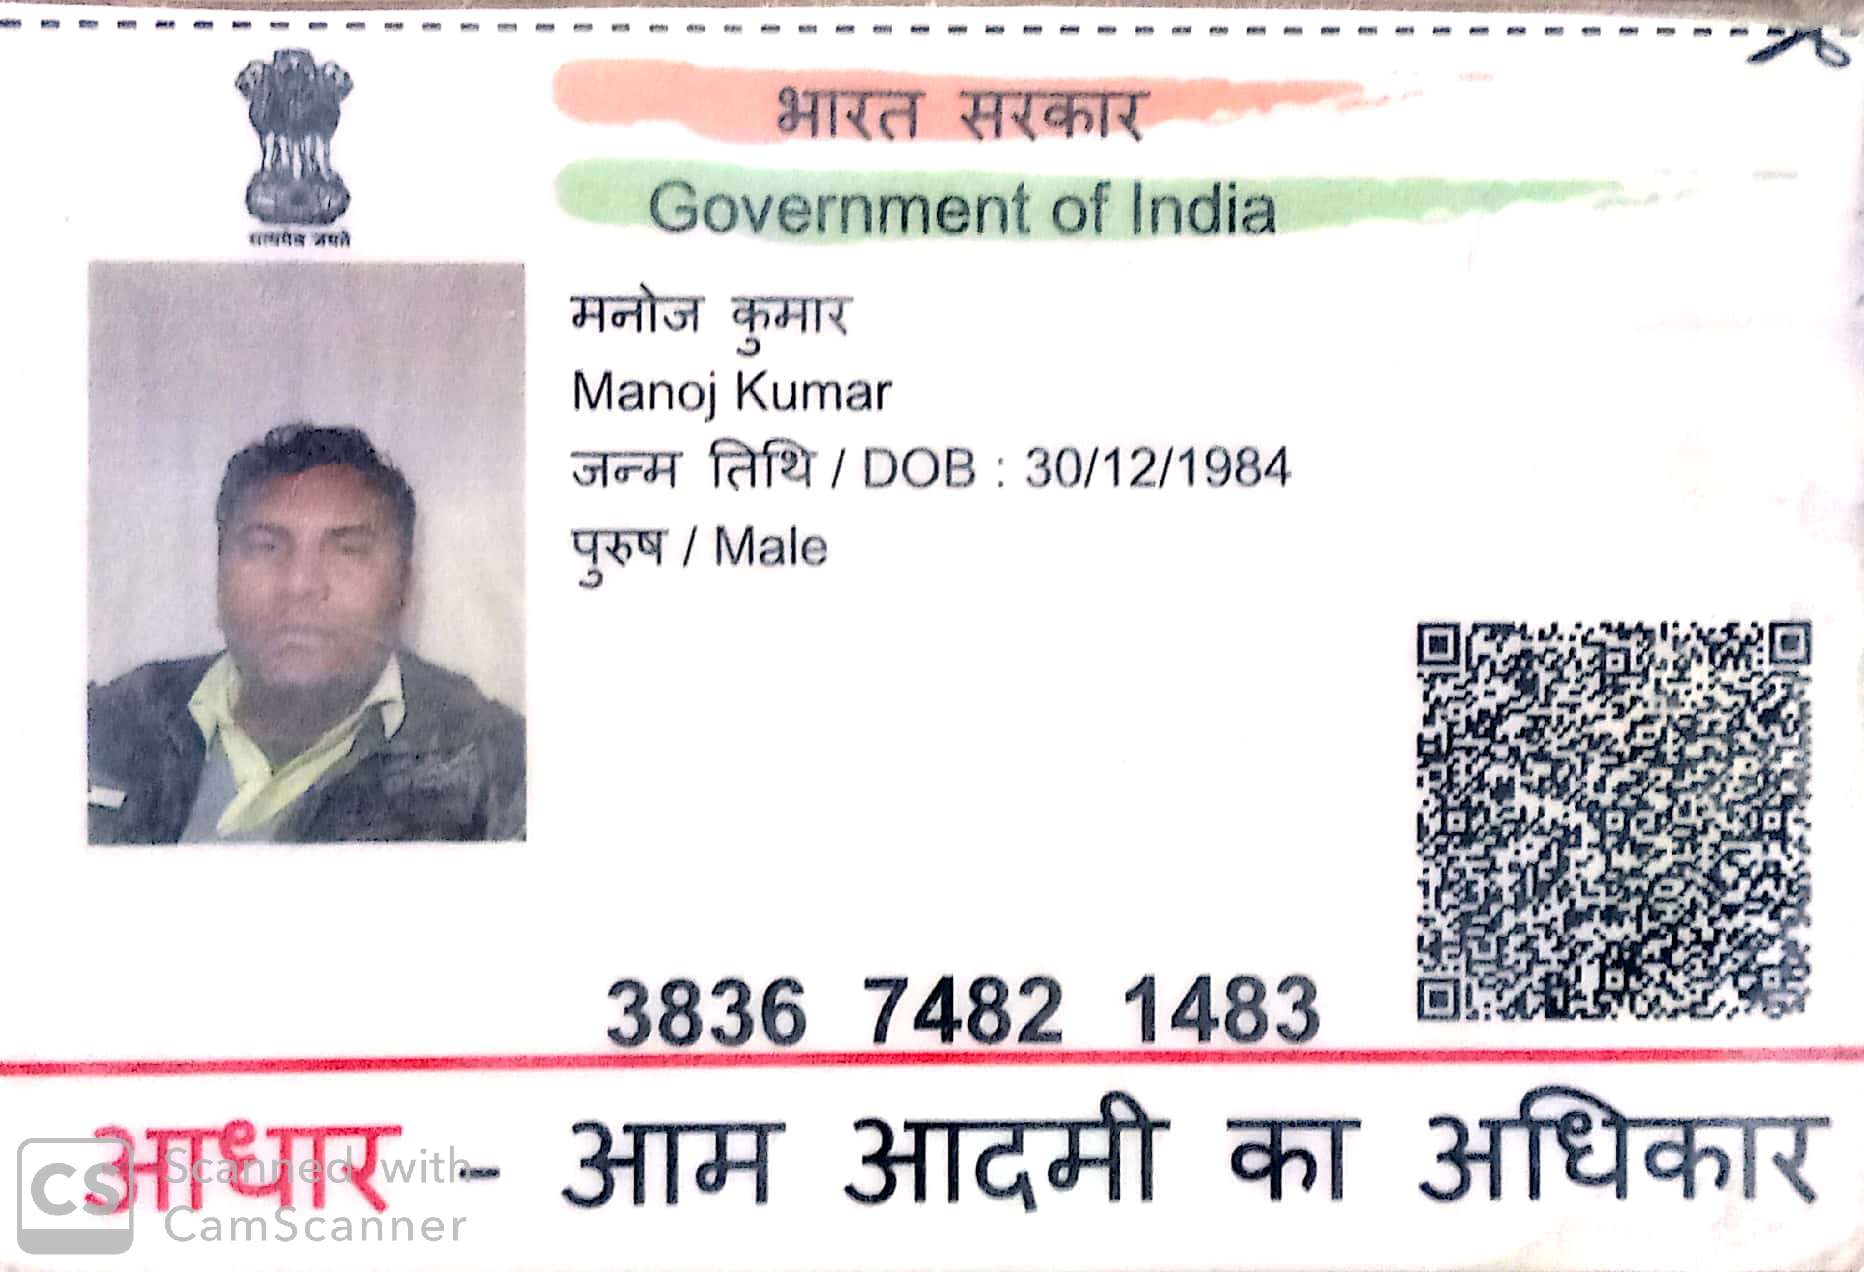 सत्यमेव जयते
भारत सरकार
Government of India
मनोज कुमार
Manoj Kumar
जन्म तिथि / DOB : 30/12/1984
पुरुष / Male
3836 7482 1483
आधार - आम आदमी का अधिकार
CS Scanned with
CamScanner